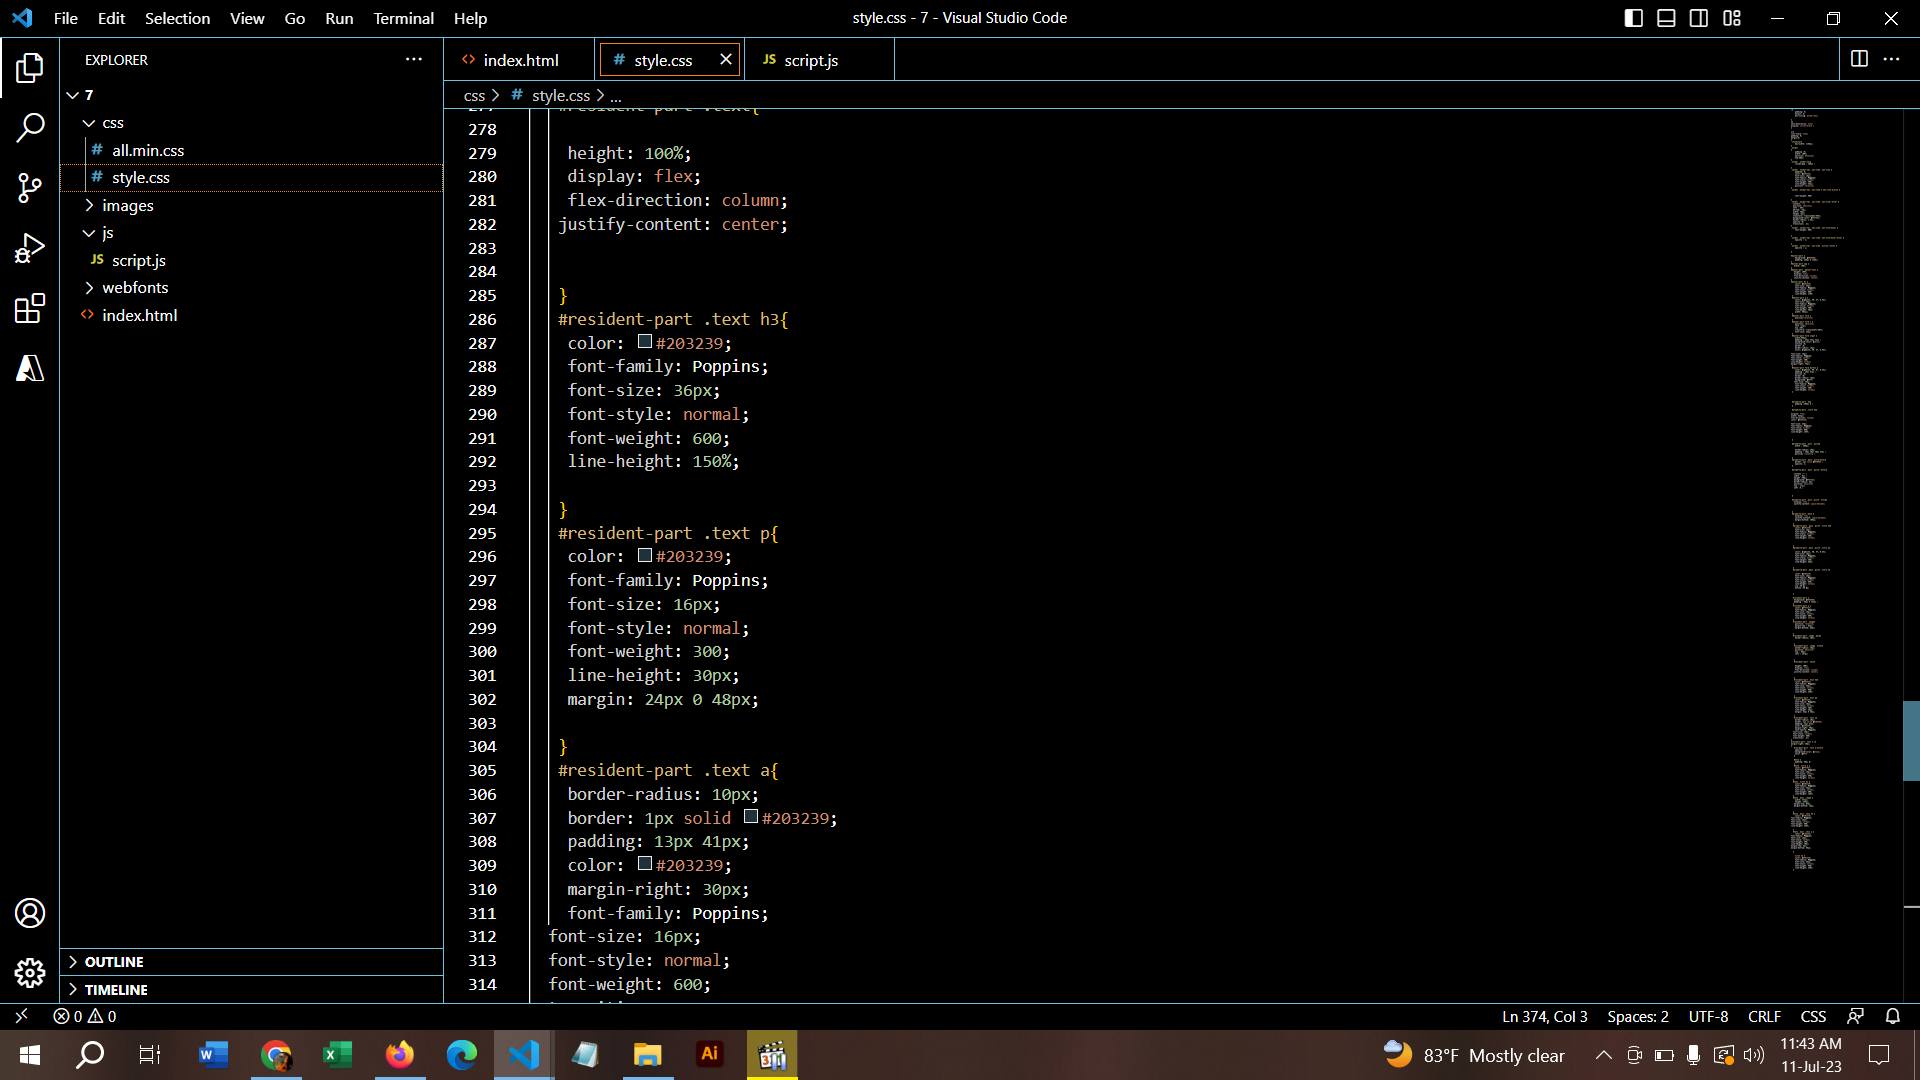 File Edit Selection View Go Run Terminal Help
style.css - 7 - Visual Studio Code
EXPLORER
7
css
# all.min.css
# style.css
images
js
JS script.js
webfonts
<> index.html
OUTLINE
TIMELINE
<> index.html
# style.css
JS script.js
css > # style.css > ...
277 #resident-part .text{
278
279 height: 100%;
280 display: flex;
281 flex-direction: column;
282 justify-content: center;
283
284
285 }
286 #resident-part .text h3{
287 color: #203239;
288 font-family: Poppins;
289 font-size: 36px;
290 font-style: normal;
291 font-weight: 600;
292 line-height: 150%;
293
294 }
295 #resident-part .text p{
296 color: #203239;
297 font-family: Poppins;
298 font-size: 16px;
299 font-style: normal;
300 font-weight: 300;
301 line-height: 30px;
302 margin: 24px 0 48px;
303
304 }
305 #resident-part .text a{
306 border-radius: 10px;
307 border: 1px solid #203239;
308 padding: 13px 41px;
309 color: #203239;
310 margin-right: 30px;
311 font-family: Poppins;
312 font-size: 16px;
313 font-style: normal;
314 font-weight: 600;
0 0
Ln 374, Col 3 Spaces: 2 UTF-8 CRLF CSS
83°F Mostly clear
11:43 AM
11-Jul-23